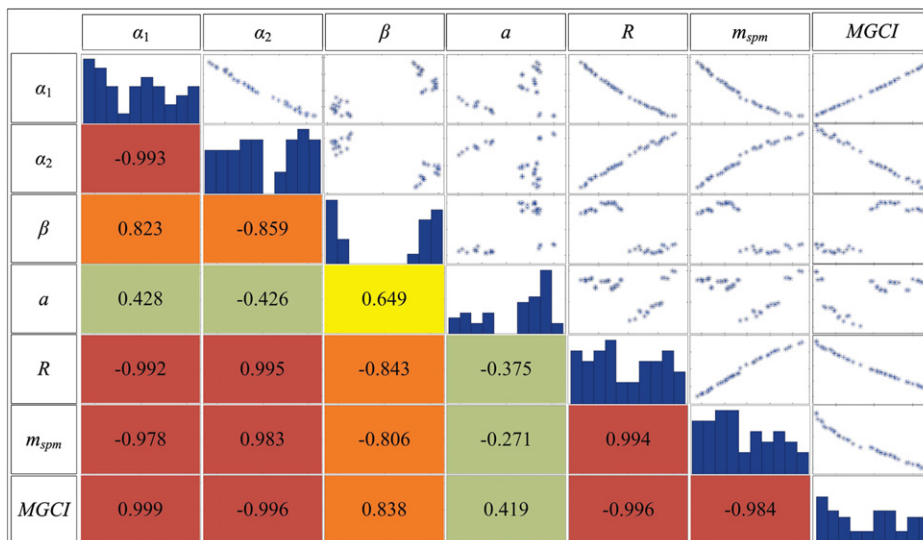 α1 α2 β a R mspm MGCI
α1
α2 -0.993
β 0.823 -0.859
a 0.428 -0.426 0.649
R -0.992 0.995 -0.843 -0.375
mspm -0.978 0.983 -0.806 -0.271 0.994
MGCI 0.999 -0.996 0.838 0.419 -0.996 -0.984